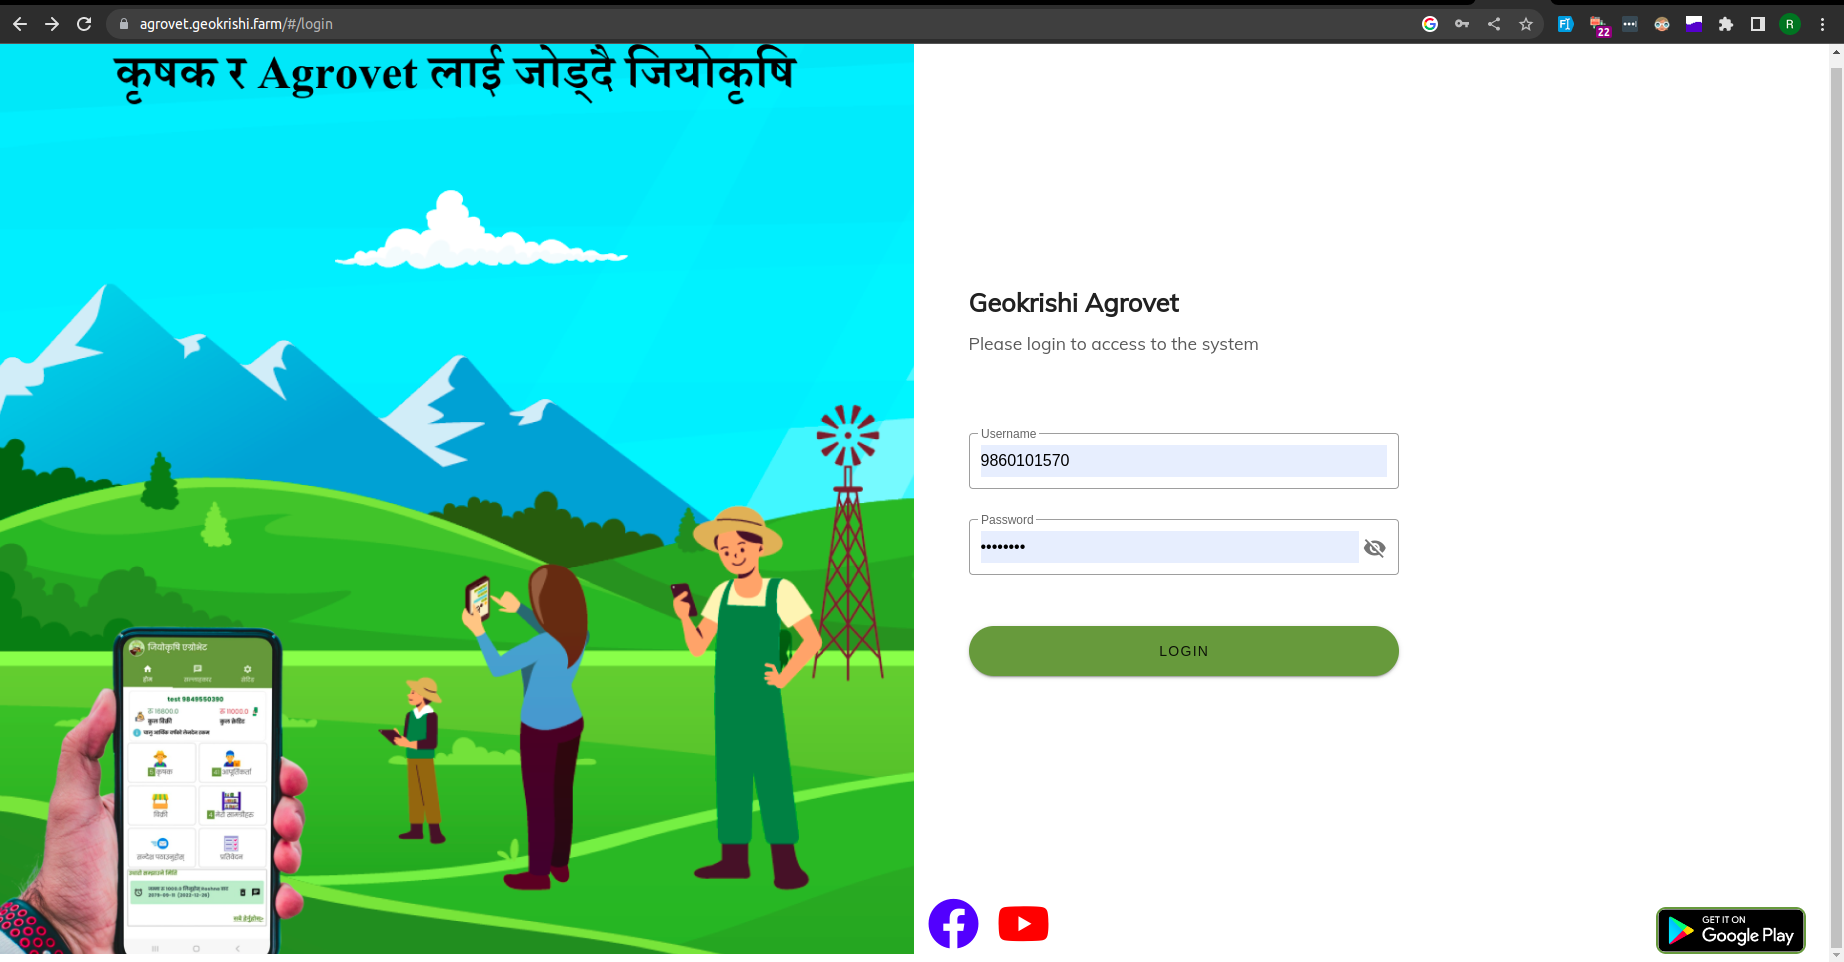 agrovet.geokrishi.farm/#/login
22
R
कृषक र Agrovet लाई जोड्दै जियोकृषि
Geokrishi Agrovet
Please login to access to the system
Username
9860101570
Password
LOGIN
जियोकृषि एग्रोभेट
होम
test 9849550390
रू 16800.0
रू 11000.0
कुल बिक्री
कुल क्रेडिट
कृषक
आपूतिकर्ता
बिक्री
4 मेरो सामग्रीहरू
सन्देश पठाउनुहोस्
प्रतिवेदन
GET IT ON
Google Play